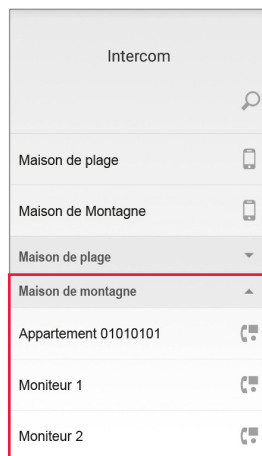 Intercom
Maison de plage
Maison de Montagne
Maison de plage
Maison de montagne
Appartement 01010101
Moniteur 1
Moniteur 2